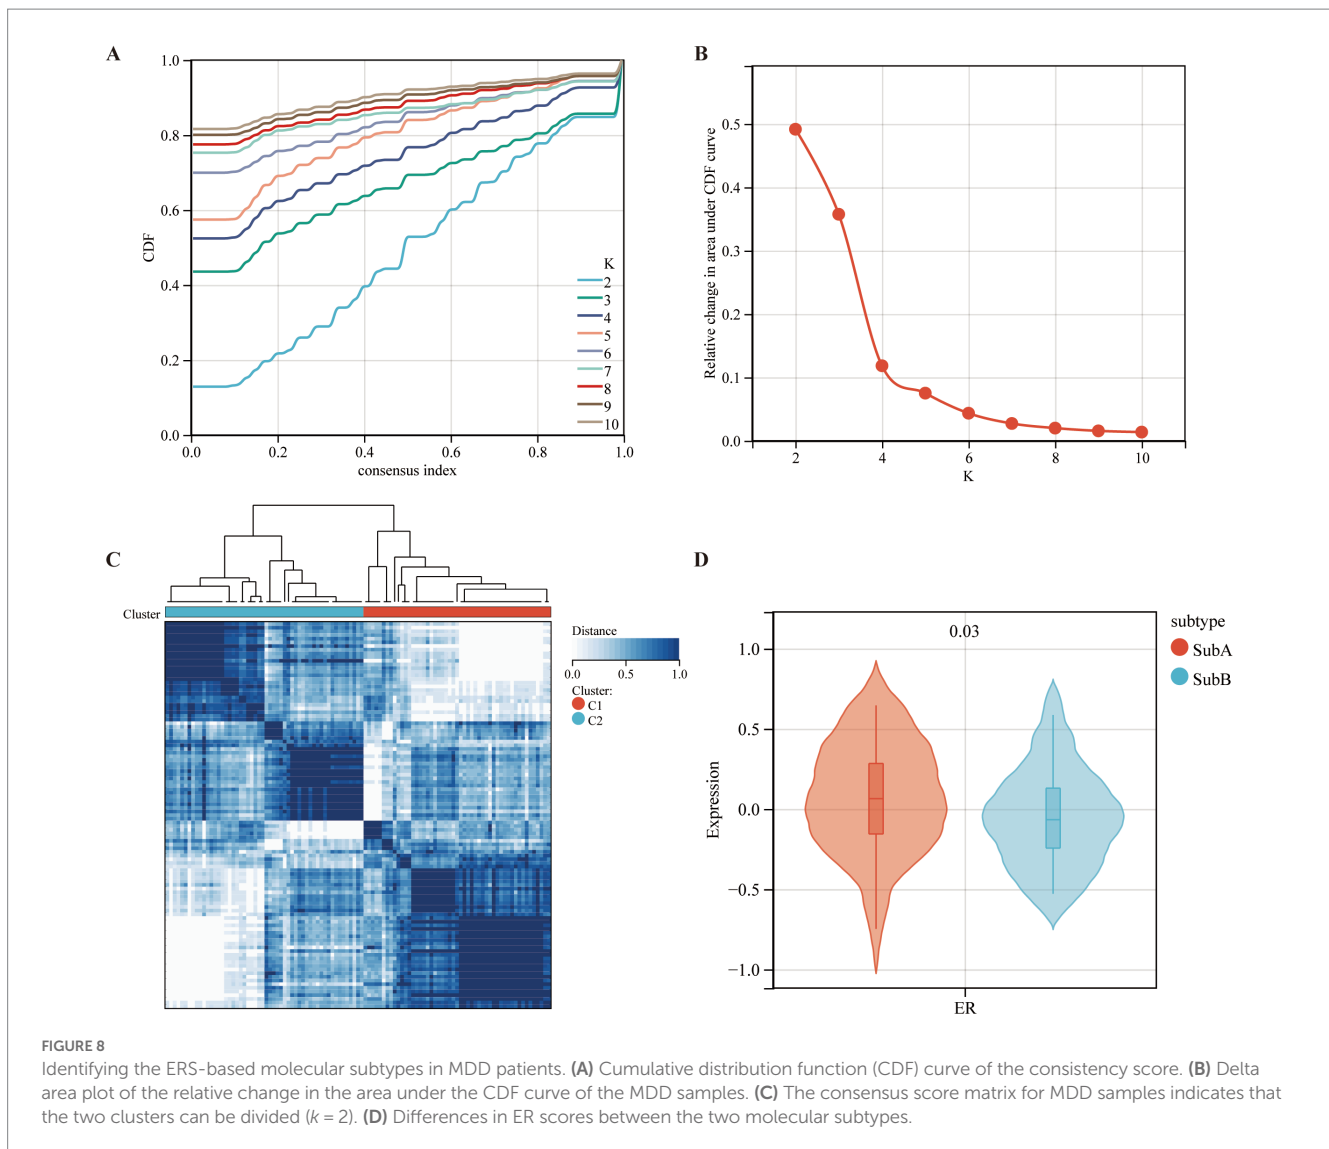 A
CDF
1.0
0.8
0.6
0.4
0.2
0.0
0.0 0.2 0.4 0.6 0.8 1.0
consensus index
K
2
3
4
5
6
7
8
9
10
B
Relative change in area under CDF curve
0.5
0.4
0.3
0.2
0.1
0.0
2 4 6 8 10
K
C
Cluster
Distance
0.0 0.5 1.0
Cluster:
C1
C2
D
Expression
1.0
0.5
0.0
−0.5
−1.0
0.03
ER
subtype
SubA
SubB
FIGURE 8
Identifying the ERS-based molecular subtypes in MDD patients. (A) Cumulative distribution function (CDF) curve of the consistency score. (B) Delta
area plot of the relative change in the area under the CDF curve of the MDD samples. (C) The consensus score matrix for MDD samples indicates that
the two clusters can be divided (k = 2). (D) Differences in ER scores between the two molecular subtypes.